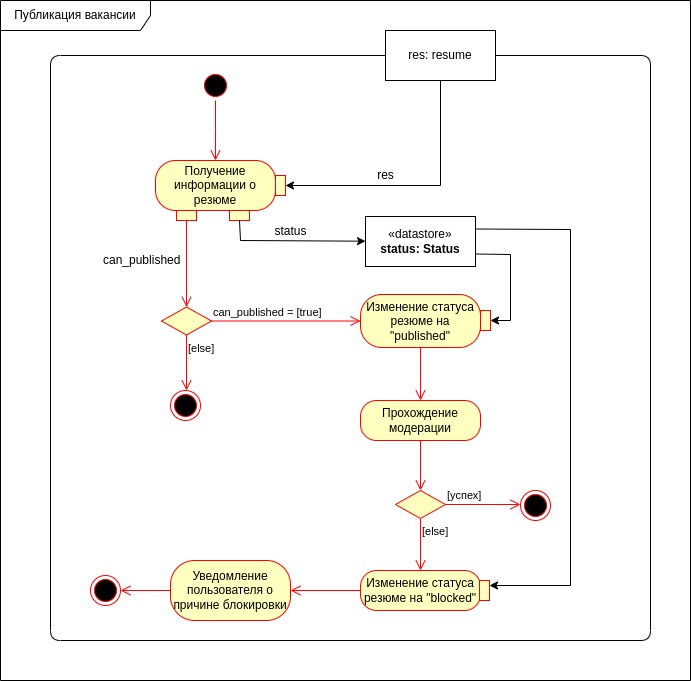 Публикация вакансии
res: resume
Получение
информации о
резюме
res
status
«datastore»
status: Status
can_published
can_published = [true]
Изменение статуса
резюме на
"published"
[else]
Прохождение
модерации
[успех]
[else]
Уведомление
пользователя о
причине блокировки
Изменение статуса
резюме на "blocked"